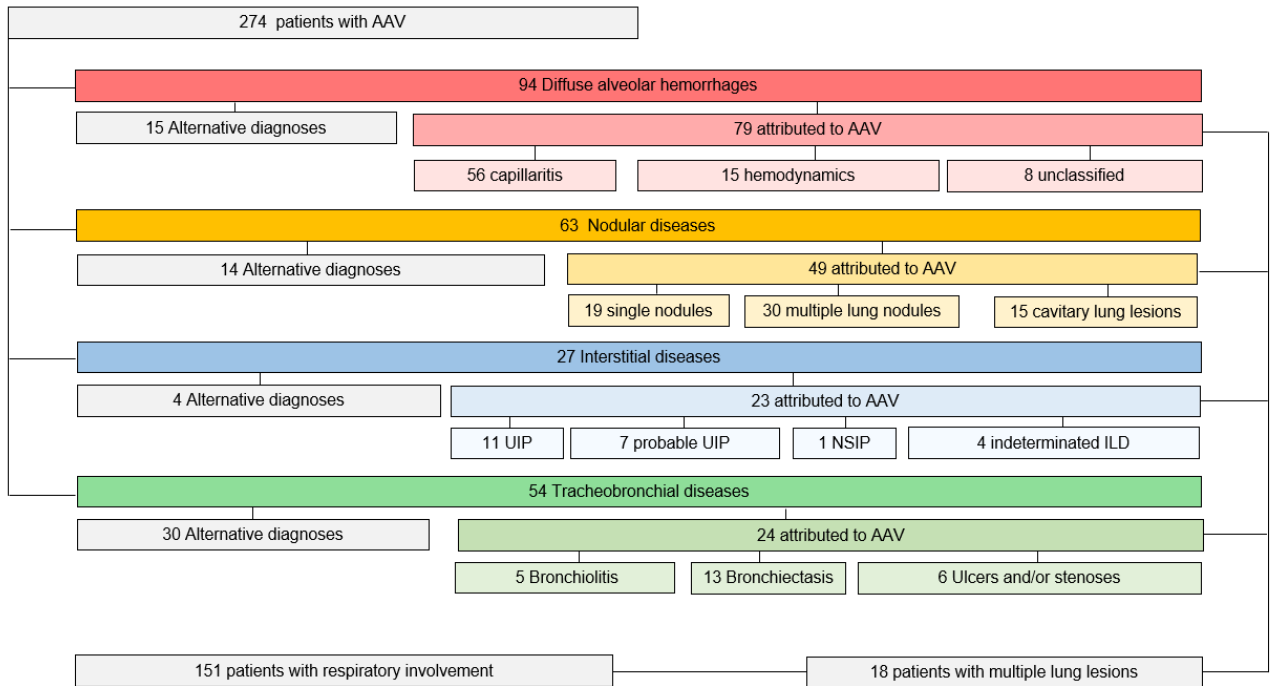 274 patients with AAV
94 Diffuse alveolar hemorrhages
15 Alternative diagnoses
79 attributed to AAV
56 capillaritis
15 hemodynamics
8 unclassified
63 Nodular diseases
14 Alternative diagnoses
49 attributed to AAV
19 single nodules
30 multiple lung nodules
15 cavitary lung lesions
27 Interstitial diseases
4 Alternative diagnoses
23 attributed to AAV
11 UIP
7 probable UIP
1 NSIP
4 indeterminated ILD
54 Tracheobronchial diseases
30 Alternative diagnoses
24 attributed to AAV
5 Bronchiolitis
13 Bronchiectasis
6 Ulcers and/or stenoses
151 patients with respiratory involvement
18 patients with multiple lung lesions